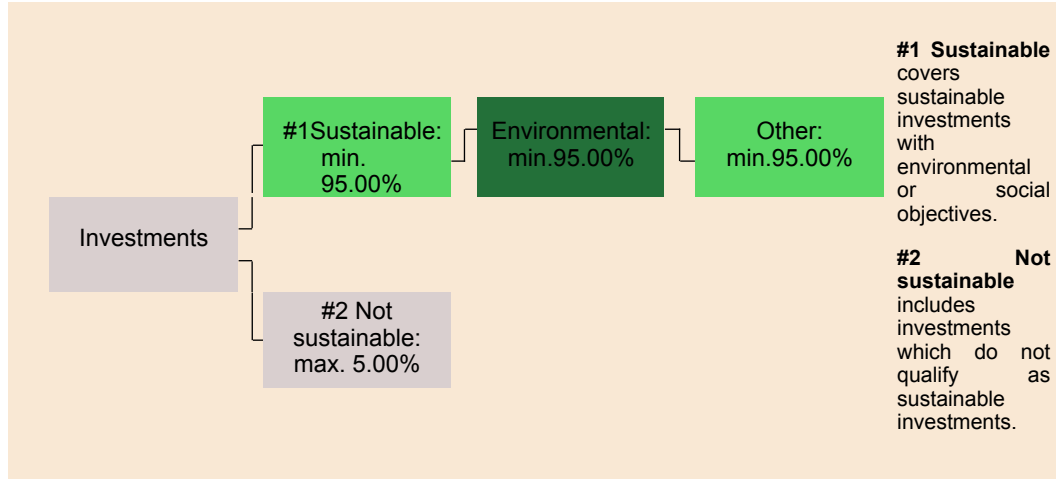 #1Sustainable:
min.
95.00%
Environmental:
min.95.00%
Other:
min.95.00%
Investments
#2 Not
sustainable:
max. 5.00%
#1 Sustainable
covers
sustainable
investments
with
environmental
or social
objectives.
#2 Not
sustainable
includes
investments
which do not
qualify as
sustainable
investments.